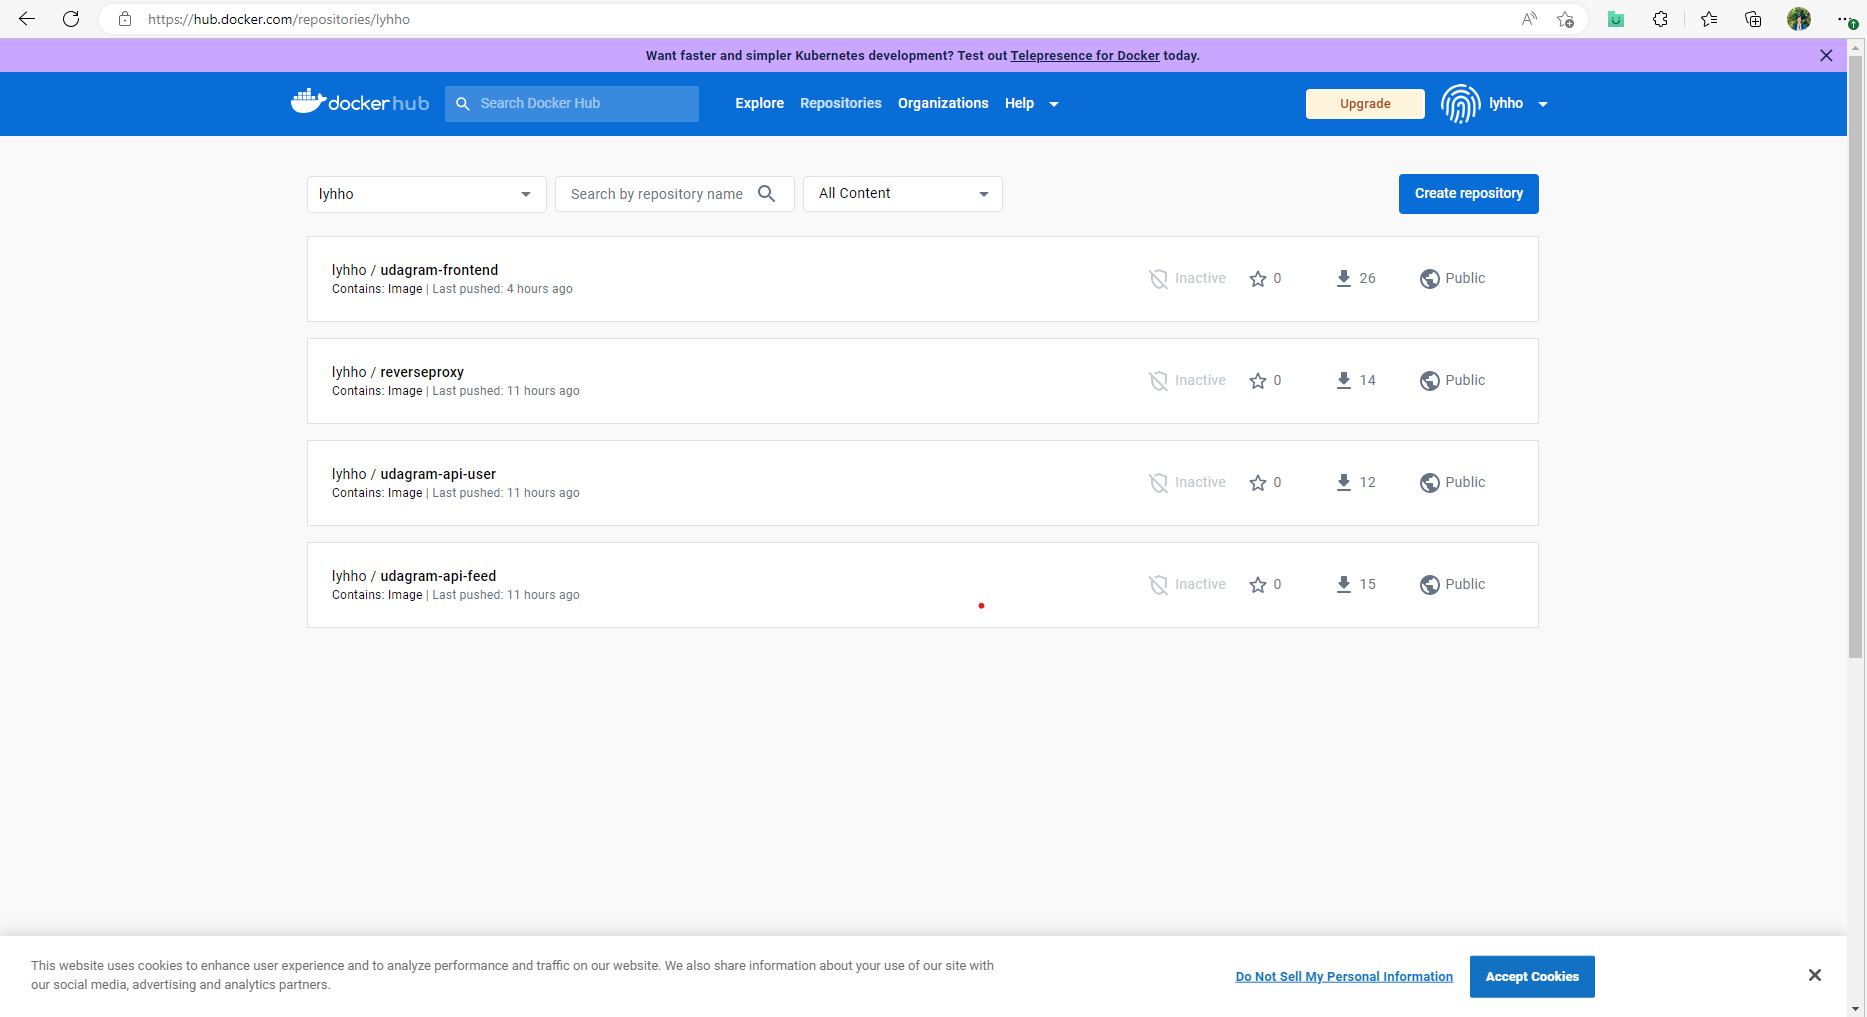 https://hub.docker.com/repositories/lyhho
Want faster and simpler Kubernetes development? Test out Telepresence for Docker today.
dockerhub Search Docker Hub Explore Repositories Organizations Help Upgrade lyhho
lyhho Search by repository name All Content Create repository
lyhho / udagram-frontend
Contains: Image | Last pushed: 4 hours ago
Inactive 0 26 Public
lyhho / reverseproxy
Contains: Image | Last pushed: 11 hours ago
Inactive 0 14 Public
lyhho / udagram-api-user
Contains: Image | Last pushed: 11 hours ago
Inactive 0 12 Public
lyhho / udagram-api-feed
Contains: Image | Last pushed: 11 hours ago
Inactive 0 15 Public
This website uses cookies to enhance user experience and to analyze performance and traffic on our website. We also share information about your use of our site with
our social media, advertising and analytics partners.
Do Not Sell My Personal Information Accept Cookies